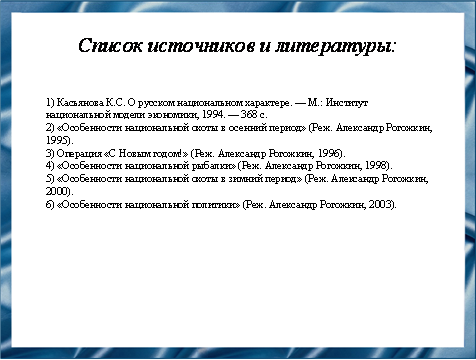 Список источников и литературы:
1) Касьянова К.С. О русском национальном характере. — М.: Институт
национальной модели экономики, 1994. — 368 с.
2) «Особенности национальной охоты в осенний период» (Реж. Александр Рогожкин,
1995).
3) Операция «С Новым годом!» (Реж. Александр Рогожкин, 1996).
4) «Особенности национальной рыбалки» (Реж. Александр Рогожкин, 1998).
5) «Особенности национальной охоты в зимний период» (Реж. Александр Рогожкин,
2000).
6) «Особенности национальной политики» (Реж. Александр Рогожкин, 2003).